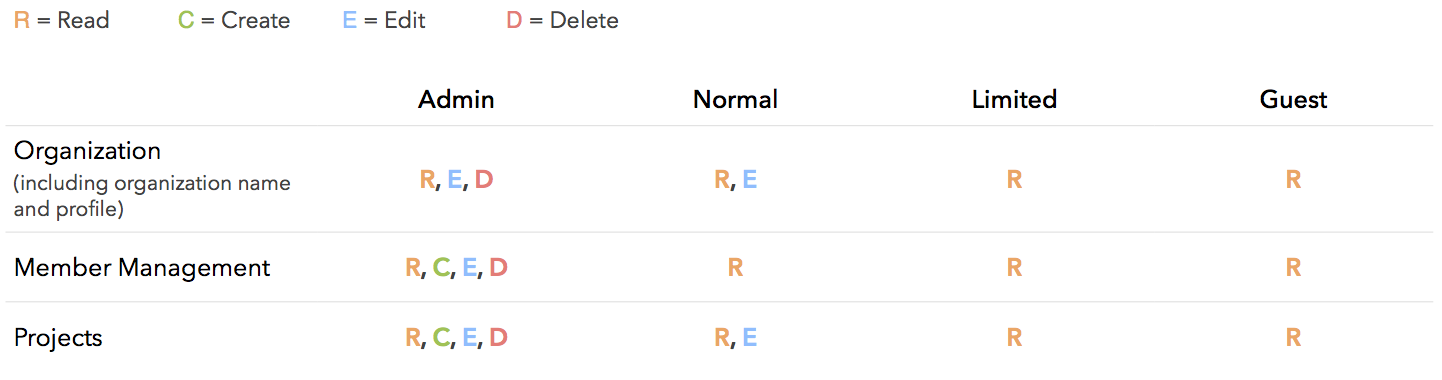 R = Read C = Create E = Edit D = Delete
Admin Normal Limited Guest
Organization
(including organization name
and profile)
R, E, D R, E R R
Member Management R, C, E, D R R R
Projects R, C, E, D R, E R R